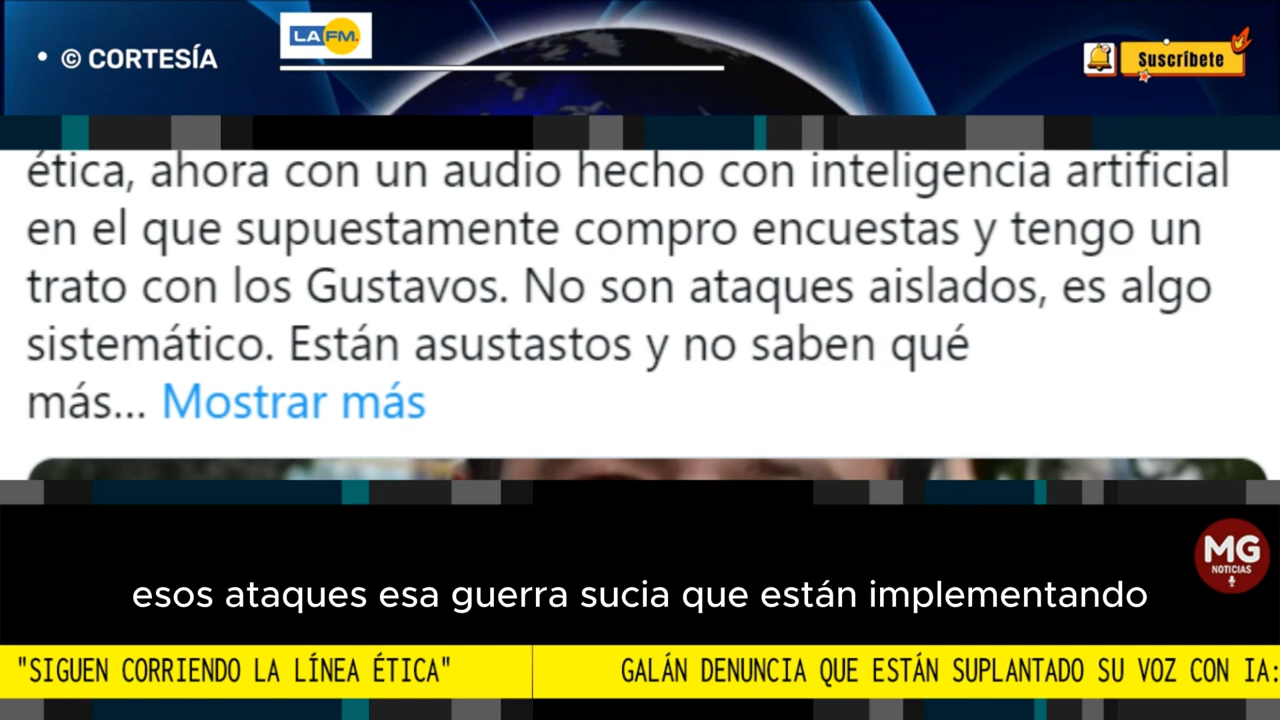 • © CORTESÍA
LA FM.
Suscríbete
ética, ahora con un audio hecho con inteligencia artificial
en el que supuestamente compro encuestas y tengo un
trato con los Gustavos. No son ataques aislados, es algo
sistemático. Están asustastos y no saben qué
más... Mostrar más
MG
NOTICIAS
esos ataques esa guerra sucia que están implementando
"SIGUEN CORRIENDO LA LÍNEA ÉTICA" GALÁN DENUNCIA QUE ESTÁN SUPLANTADO SU VOZ CON IA: